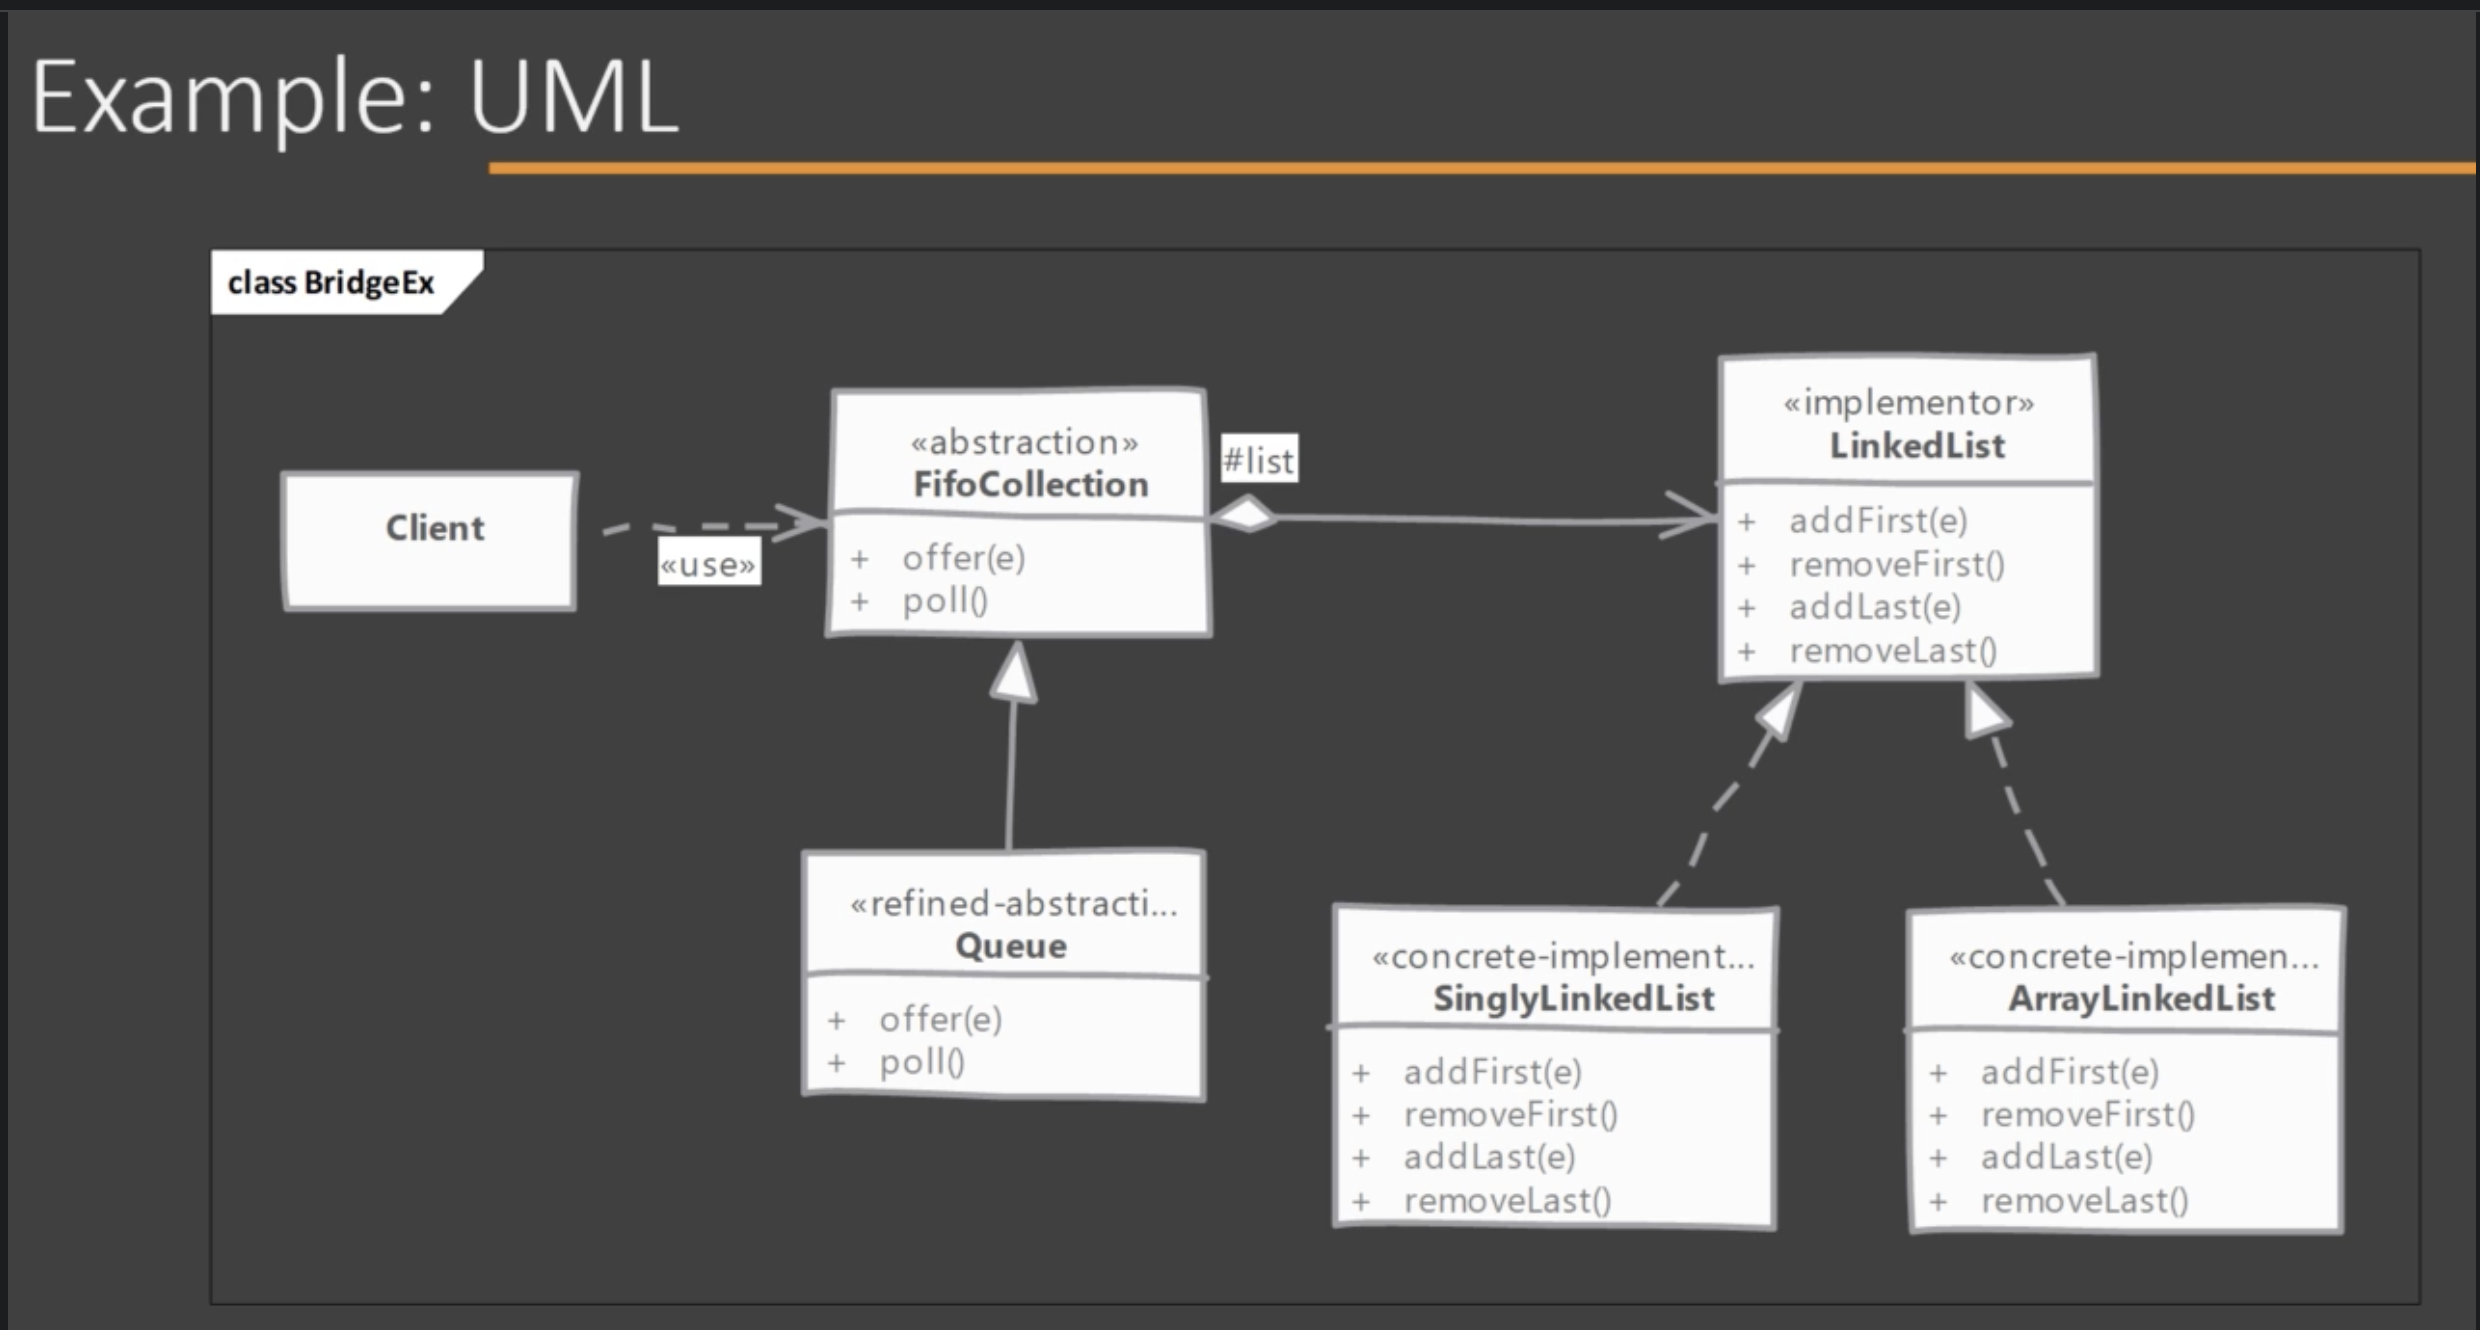 Example: UML
class BridgeEx
Client
«use»
«abstraction»
FifoCollection
+ offer(e)
+ poll()
#list
«implementor»
LinkedList
+ addFirst(e)
+ removeFirst()
+ addLast(e)
+ removeLast()
«refined-abstracti...
Queue
+ offer(e)
+ poll()
«concrete-implement...
SinglyLinkedList
+ addFirst(e)
+ removeFirst()
+ addLast(e)
+ removeLast()
«concrete-implemen...
ArrayLinkedList
+ addFirst(e)
+ removeFirst()
+ addLast(e)
+ removeLast()